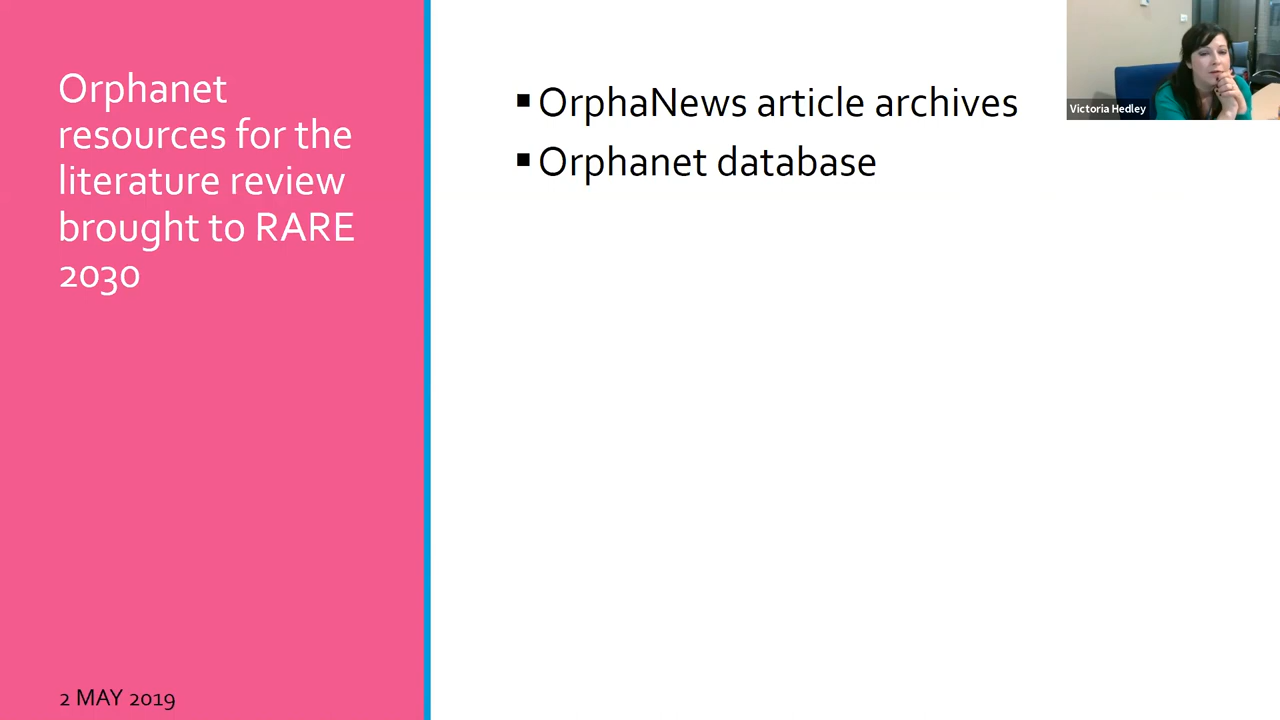 Orphanet
resources for the
literature review
brought to RARE
2030
▪OrphaNews article archives
▪Orphanet database
Victoria Hedley
2 MAY 2019